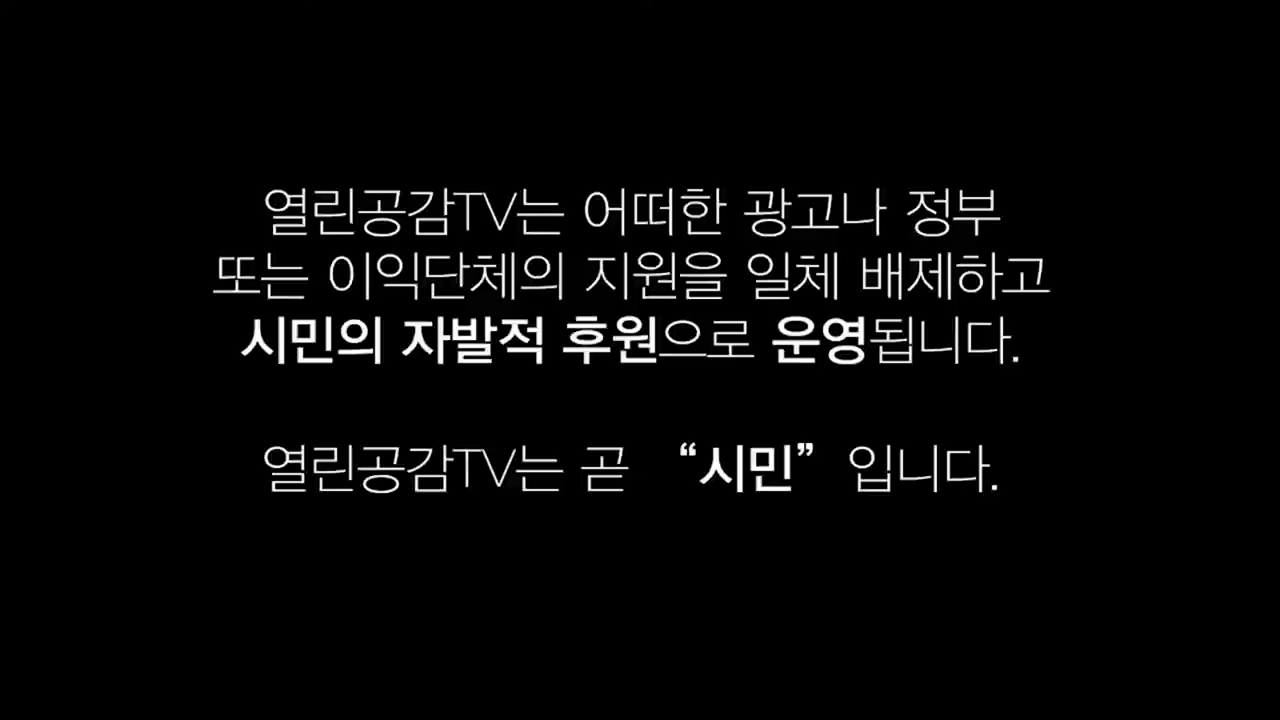 열린공감TV는 어떠한 광고나 정부
또는 이익단체의 지원을 일체 배제하고
시민의 자발적 후원으로 운영됩니다.
열린공감TV는 곧 “시민” 입니다.